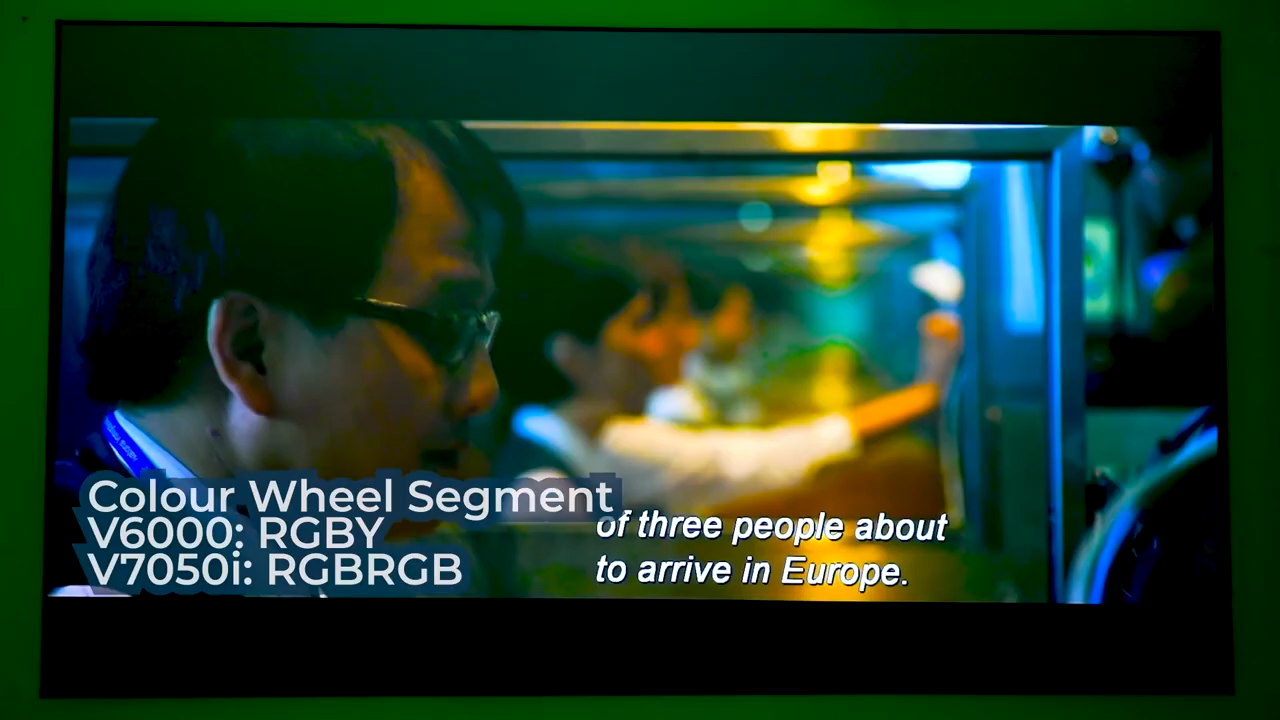 Colour Wheel Segment
V6000: RGBY
V7050i: RGBRGB
of three people about
to arrive in Europe.